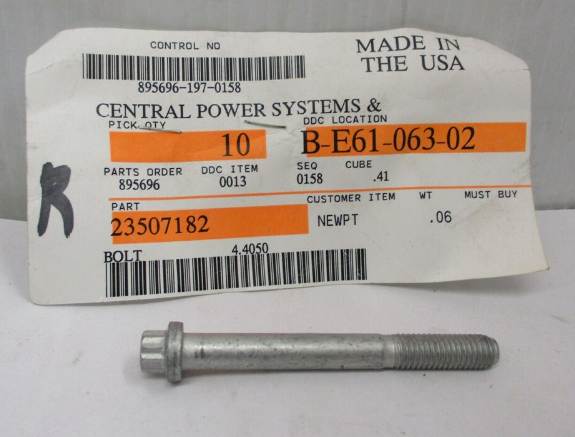 CONTROL NO
MADE IN
THE USA
895696-197-0158
CENTRAL POWER SYSTEMS &
PICK QTY
DDC LOCATION
10
B-E61-063-02
PARTS ORDER
DDC ITEM
SEQ
CUBE
895696
0013
0158
.41
PART
CUSTOMER ITEM
WT
MUST BUY
23507182
NEWPT
.06
BOLT
4.4050
R